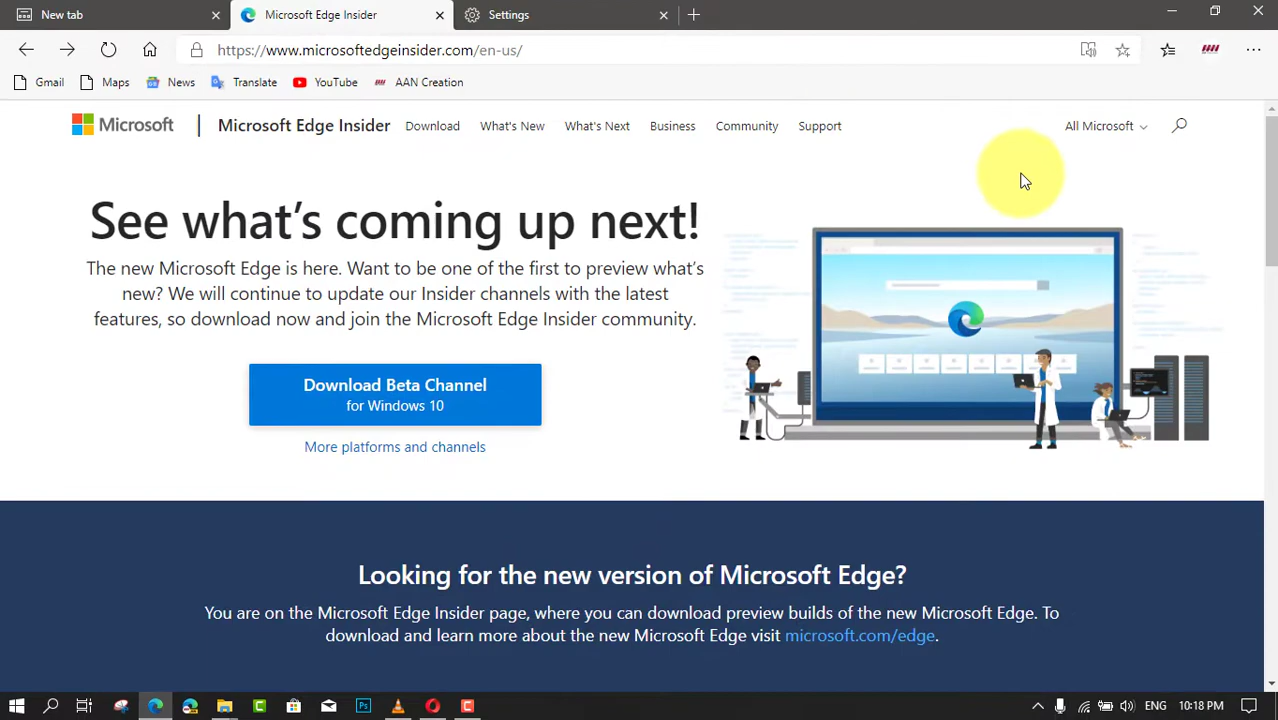 New tab
Microsoft Edge Insider
Settings
https://www.microsoftedgeinsider.com/en-us/
Gmail
Maps
News
Translate
YouTube
AAN Creation
Microsoft
Microsoft Edge Insider
Download
What's New
What's Next
Business
Community
Support
All Microsoft
See what's coming up next!
The new Microsoft Edge is here. Want to be one of the first to preview what's
new? We will continue to update our Insider channels with the latest
features, so download now and join the Microsoft Edge Insider community.
Download Beta Channel
for Windows 10
More platforms and channels
Looking for the new version of Microsoft Edge?
You are on the Microsoft Edge Insider page, where you can download preview builds of the new Microsoft Edge. To
download and learn more about the new Microsoft Edge visit microsoft.com/edge.
ENG
10:18 PM